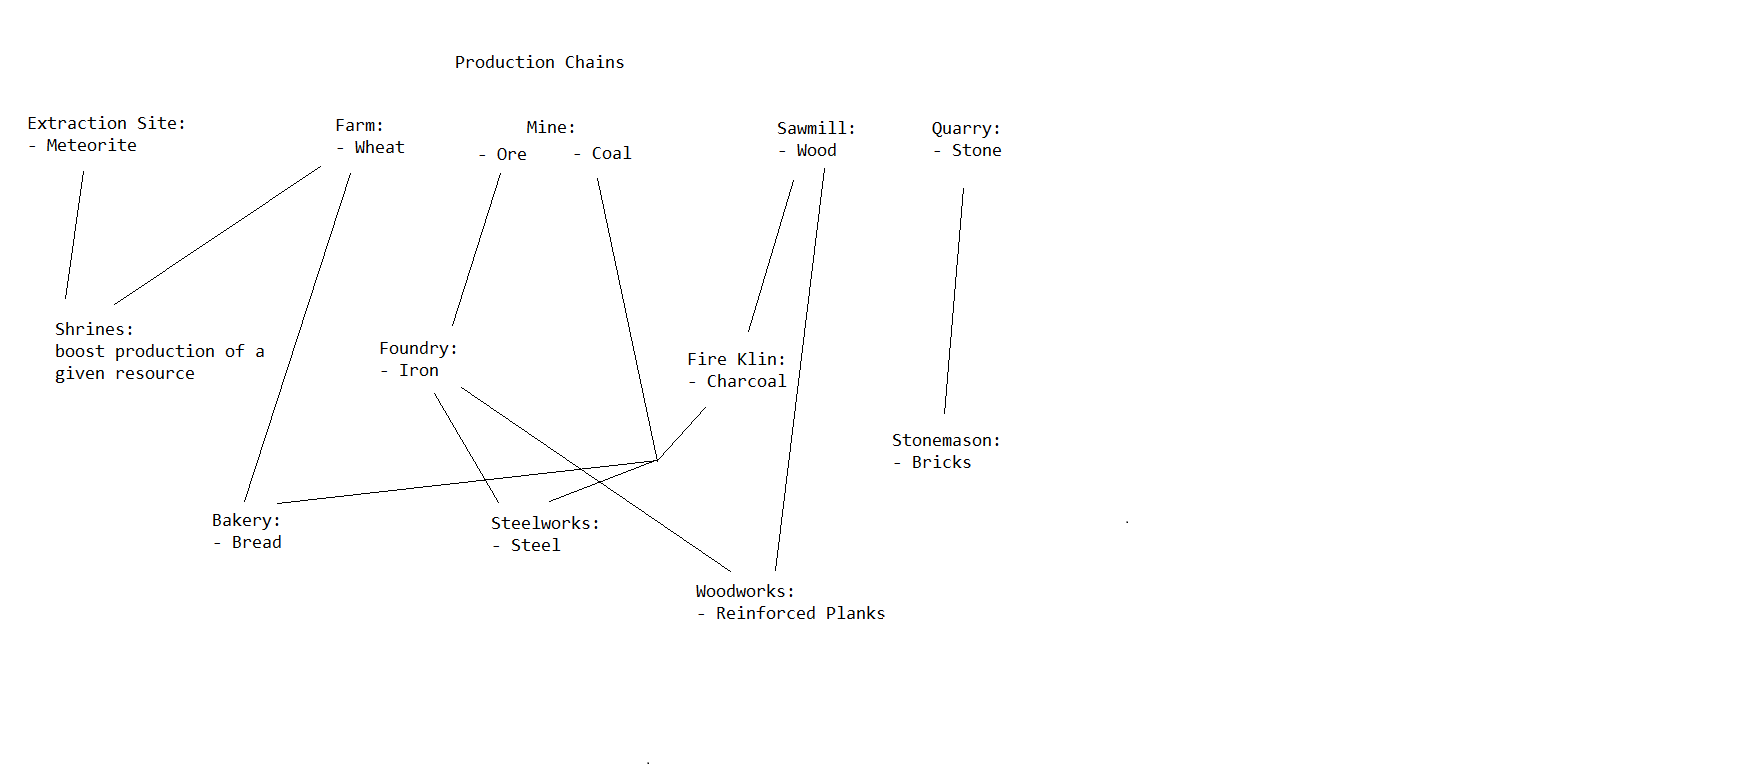 Production Chains
Extraction Site:
- Meteorite
Farm:
- Wheat
Mine:
- Ore
- Coal
Sawmill:
- Wood
Quarry:
- Stone
Shrines:
boost production of a
given resource
Foundry:
- Iron
Fire Klin:
- Charcoal
Stonemason:
- Bricks
Bakery:
- Bread
Steelworks:
- Steel
Woodworks:
- Reinforced Planks